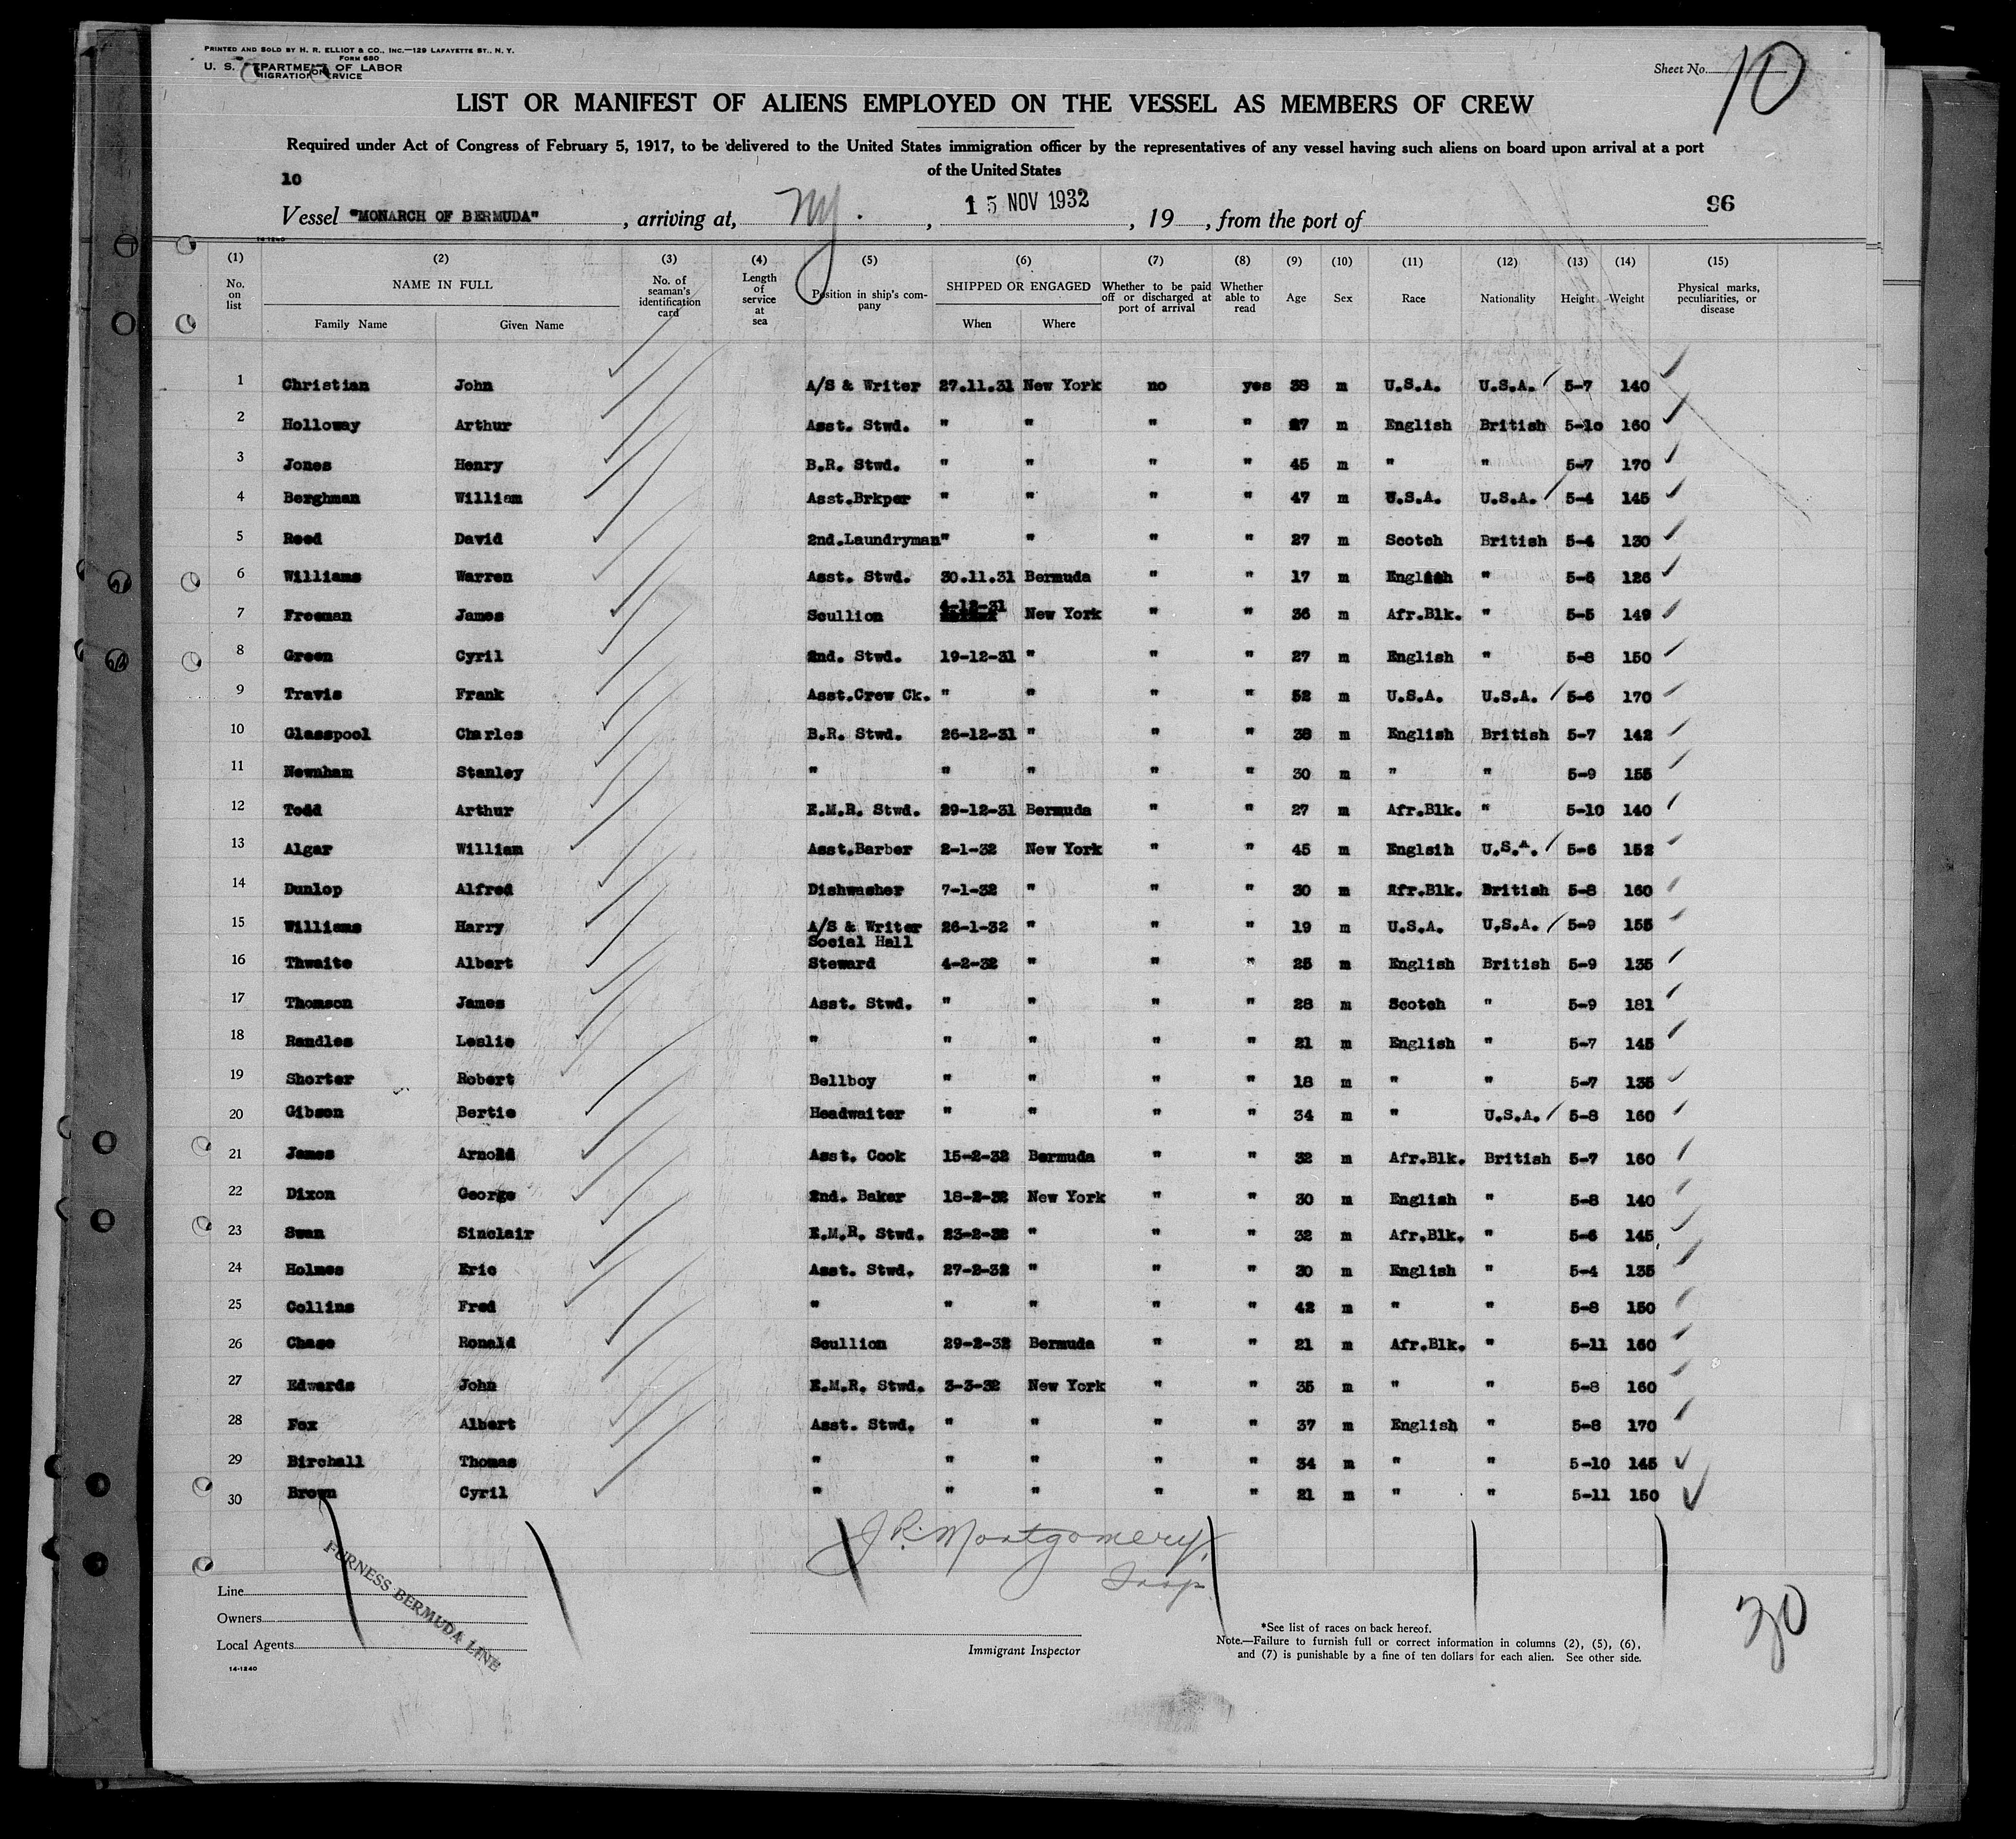 PRINTED AND SOLD BY H. R. ELLIOT & CO., INC.—129 LAFAYETTE ST., N. Y.
FORM 680
U. S. DEPARTMENT OF LABOR
IMMIGRATION SERVICE
Sheet No. 10
LIST OR MANIFEST OF ALIENS EMPLOYED ON THE VESSEL AS MEMBERS OF CREW
Required under Act of Congress of February 5, 1917, to be delivered to the United States immigration officer by the representatives of any vessel having such aliens on board upon arrival at a port
of the United States
10
Vessel "MONARCH OF BERMUDA", arriving at, NY., 15 NOV 1932, 19, from the port of 96
14-1240
(1) (2) (3) (4) (5) (6) (7) (8) (9) (10) (11) (12) (13) (14) (15)
No. on list NAME IN FULL Family Name Given Name No. of seaman's identification card Length of service at sea Position in ship's company SHIPPED OR ENGAGED When Where Whether to be paid off or discharged at port of arrival Whether able to read Age Sex Race Nationality Height Weight Physical marks, peculiarities, or disease
1 Christian John A/S & Writer 27.11.31 New York no yes 38 m U.S.A. U.S.A. 5-7 140
2 Holloway Arthur Asst. Stwd. " " " " 27 m English British 5-10 160
3 Jones Henry B.R. Stwd. " " " " 45 m " " 5-7 170
4 Berghman William Asst.Brkper " " " " 47 m U.S.A. U.S.A. 5-4 145
5 Reed David 2nd.Laundryman " " " " 27 m Scotch British 5-4 130
6 Williams Warren Asst. Stwd. 30.11.31 Bermuda " " 17 m English " 5-6 126
7 Freeman James Scullion 4-12-31 New York " " 36 m Afr.Blk. " 5-5 149
8 Green Cyril 2nd. Stwd. 19-12-31 " " " 27 m English " 5-8 150
9 Travis Frank Asst.Crew Ck. " " " " 52 m U.S.A. U.S.A. 5-6 170
10 Glasspool Charles B.R. Stwd. 26-12-31 " " " 38 m English British 5-7 142
11 Newnham Stanley " " " " " 30 m " " 5-9 155
12 Todd Arthur E.M.R. Stwd. 29-12-31 Bermuda " " 27 m Afr.Blk. " 5-10 140
13 Algar William Asst.Barber 2-1-32 New York " " 45 m Englsih U.S.A. 5-6 152
14 Dunlop Alfred Dishwasher 7-1-32 " " " 30 m Afr.Blk. British 5-8 160
15 Williams Harry A/S & Writer 26-1-32 " " " 19 m U.S.A. U.S.A. 5-9 155
Social Hall
16 Thwaite Albert Steward 4-2-32 " " " 25 m English British 5-9 135
17 Thomson James Asst. Stwd. " " " " 28 m Scotch " 5-9 181
18 Randles Leslie " " " " " 21 m English " 5-7 145
19 Shorter Robert Bellboy " " " " 18 m " " 5-7 135
20 Gibson Bertie Headwaiter " " " " 34 m " U.S.A. 5-8 160
21 James Arnold Asst. Cook 15-2-32 Bermuda " " 32 m Afr.Blk. British 5-7 160
22 Dixon George 2nd. Baker 18-2-32 New York " " 30 m English " 5-8 140
23 Swan Sinclair E.M.R. Stwd. 23-2-32 " " " 32 m Afr.Blk. " 5-6 145
24 Holmes Eric Asst. Stwd. 27-2-32 " " " 30 m English " 5-4 135
25 Collins Fred " " " " " 42 m " " 5-8 150
26 Chase Ronald Scullion 29-2-32 Bermuda " " 21 m Afr.Blk. " 5-11 160
27 Edwards John E.M.R. Stwd. 3-3-32 New York " " 35 m " " 5-8 160
28 Fox Albert Asst. Stwd. " " " " 37 m English " 5-8 170
29 Birchall Thomas " " " " " 34 m " " 5-10 145
30 Brown Cyril " " " " " 21 m " " 5-11 150
J R. Montgomery.
Insp
Line
Owners
Local Agents
FURNESS BERMUDA LINE
14-1240
Immigrant Inspector
*See list of races on back hereof.
Note.—Failure to furnish full or correct information in columns (2), (5), (6),
and (7) is punishable by a fine of ten dollars for each alien. See other side.
30